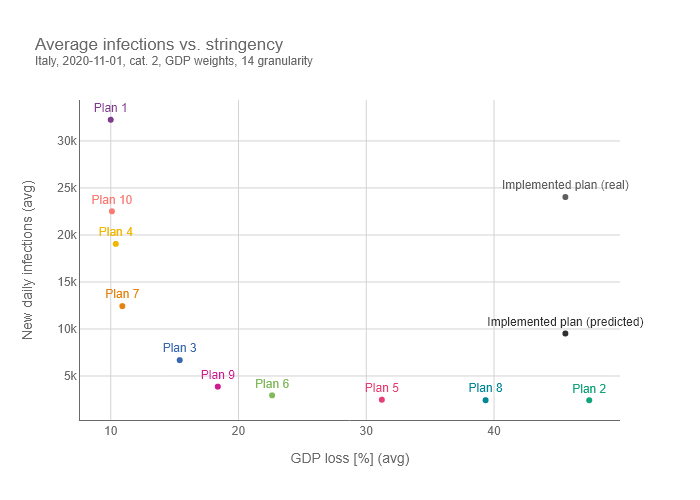 Average infections vs. stringency
Italy, 2020-11-01, cat. 2, GDP weights, 14 granularity
Plan 1
30k
Implemented plan (real)
25k
Plan 10
20k
Plan 4
15k
Plan 7
Implemented plan (predicted)
10k
Plan 3
5k
Plan 9
Plan 6
Plan 5
Plan 8
Plan 2
New daily infections (avg)
10
20
30
40
GDP loss [%] (avg)